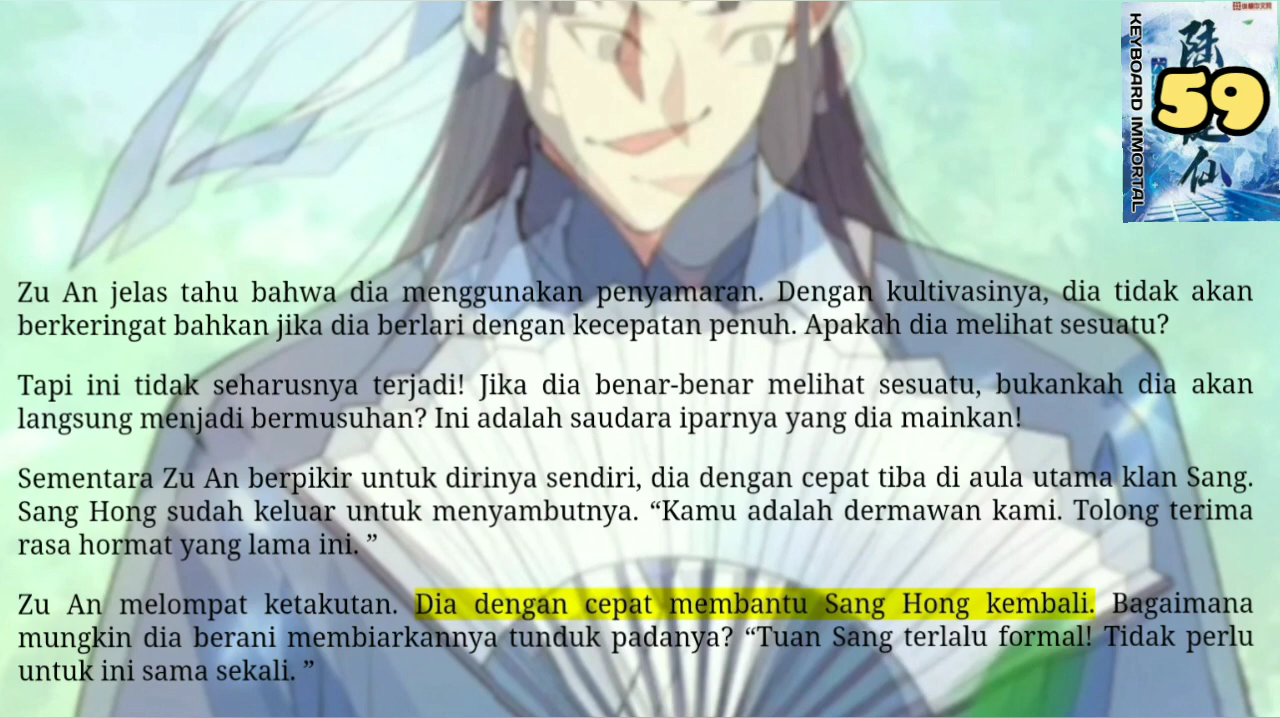 KEYBOARD IMMORTAL
59
仙
Zu An jelas tahu bahwa dia menggunakan penyamaran. Dengan kultivasinya, dia tidak akan
berkeringat bahkan jika dia berlari dengan kecepatan penuh. Apakah dia melihat sesuatu?
Tapi ini tidak seharusnya terjadi! Jika dia benar-benar melihat sesuatu, bukankah dia akan
langsung menjadi bermusuhan? Ini adalah saudara iparnya yang dia mainkan!
Sementara Zu An berpikir untuk dirinya sendiri, dia dengan cepat tiba di aula utama klan Sang.
Sang Hong sudah keluar untuk menyambutnya. “Kamu adalah dermawan kami. Tolong terima
rasa hormat yang lama ini. ”
Zu An melompat ketakutan. Dia dengan cepat membantu Sang Hong kembali. Bagaimana
mungkin dia berani membiarkannya tunduk padanya? “Tuan Sang terlalu formal! Tidak perlu
untuk ini sama sekali. ”